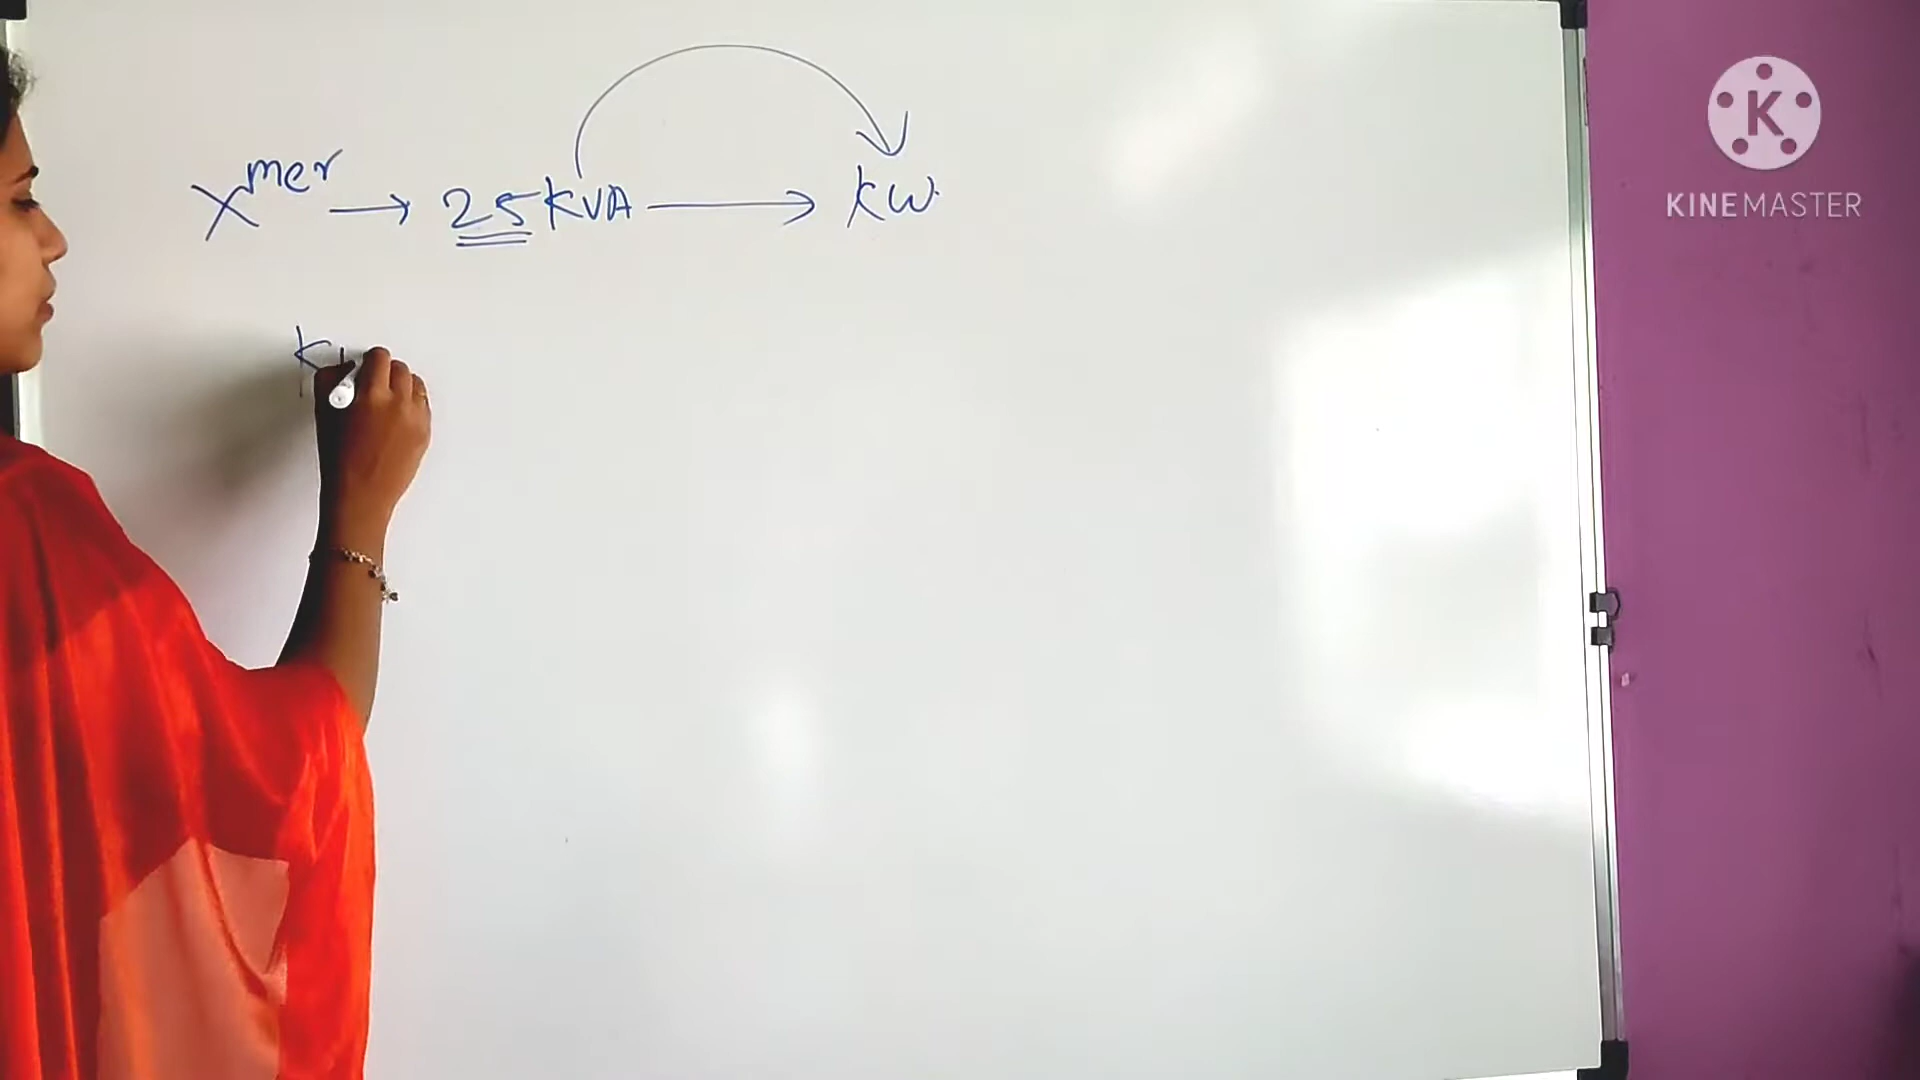 X^mer → 25 KVA → KW.
K
K
KINEMASTER